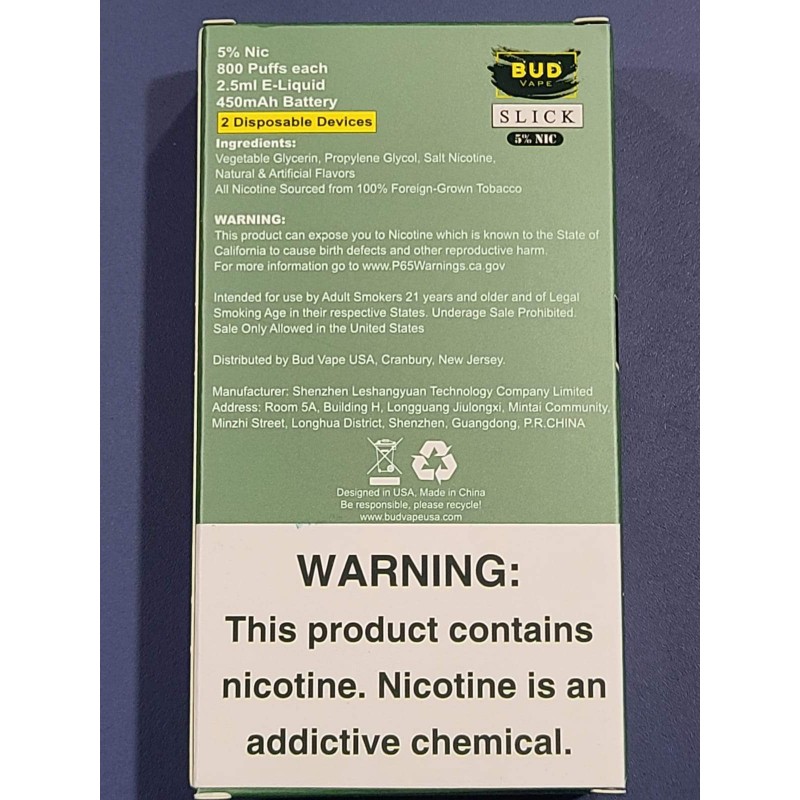 5% Nic
800 Puffs each
2.5ml E-Liquid
450mAh Battery
2 Disposable Devices
BUD
VAPE
SLICK
5% NIC
Ingredients:
Vegetable Glycerin, Propylene Glycol, Salt Nicotine,
Natural & Artificial Flavors
All Nicotine Sourced from 100% Foreign-Grown Tobacco
WARNING:
This product can expose you to Nicotine which is known to the State of
California to cause birth defects and other reproductive harm.
For more information go to www.P65Warnings.ca.gov
Intended for use by Adult Smokers 21 years and older and of Legal
Smoking Age in their respective States. Underage Sale Prohibited.
Sale Only Allowed in the United States
Distributed by Bud Vape USA, Cranbury, New Jersey.
Manufacturer: Shenzhen Leshangyuan Technology Company Limited
Address: Room 5A, Building H, Longguang Jiulongxi, Mintai Community,
Minzhi Street, Longhua District, Shenzhen, Guangdong, P.R.CHINA
Designed in USA, Made in China
Be responsible, please recycle!
www.budvapeusa.com
WARNING:
This product contains
nicotine. Nicotine is an
addictive chemical.